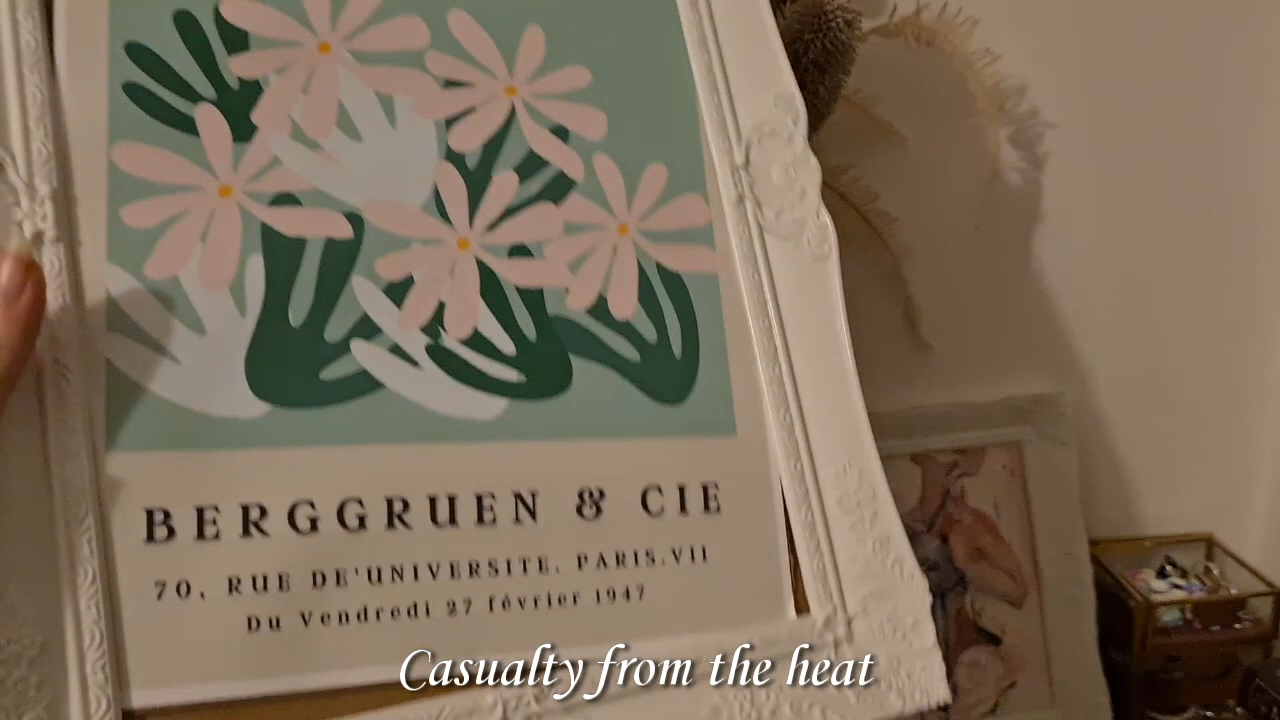 BERGGRUEN & CIE
70, RUE DE'UNIVERSITE. PARIS.VII
Du Vendredi 27 février 1947
Casualty from the heat